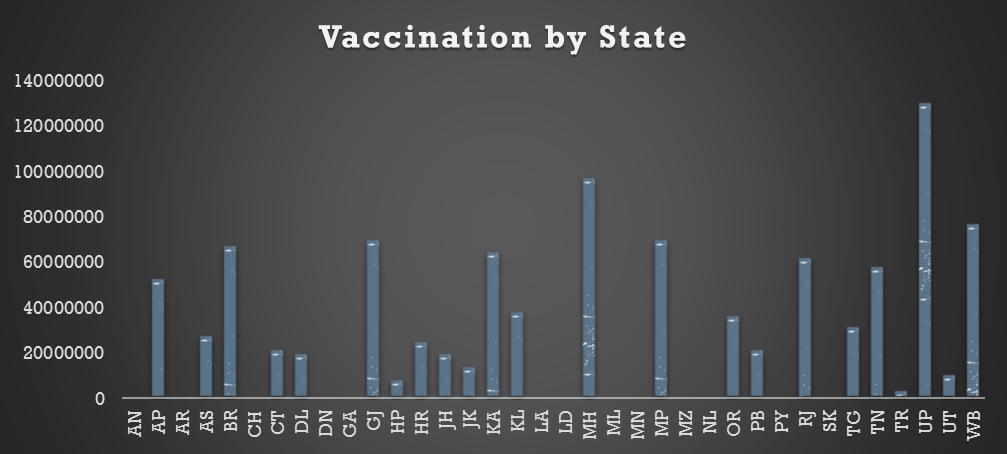 Vaccination by State
140000000
120000000
100000000
80000000
60000000
40000000
20000000
0
AN
AP
AR
AS
BR
CH
CT
DL
DN
GA
GJ
HP
HR
JH
JK
KA
KL
LA
LD
MH
ML
MN
MP
MZ
NL
OR
PB
PY
RJ
SK
TG
TN
TR
UP
UT
WB